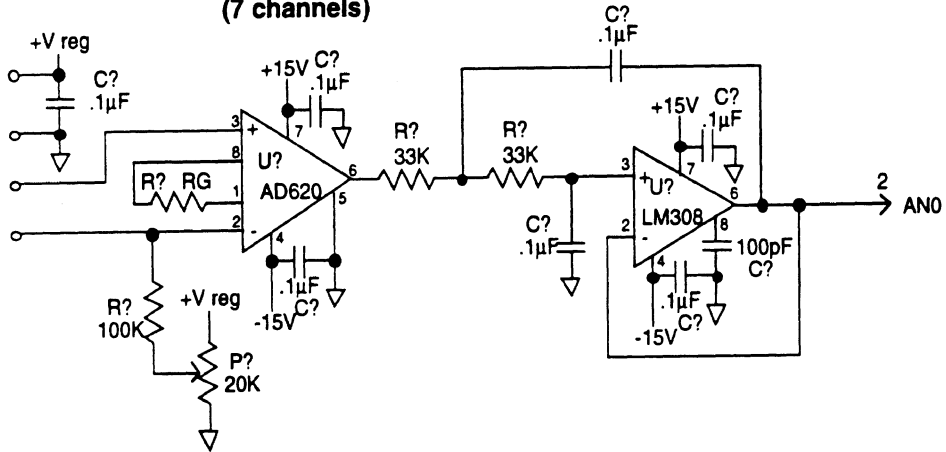 (7 channels)
+V reg
C?
.1µF
3
+
8
U?
R? RG
1
AD620
2
-
+15V
C?
.1µF
7
6
5
4
.1µF
C?
-15V
R?
100K
+V reg
P?
20K
R?
33K
R?
33K
C?
.1µF
C?
.1µF
3
+
U?
LM308
2
-
+15V
C?
.1µF
7
6
8
100pF
C?
4
.1µF
C?
-15V
2
AN0